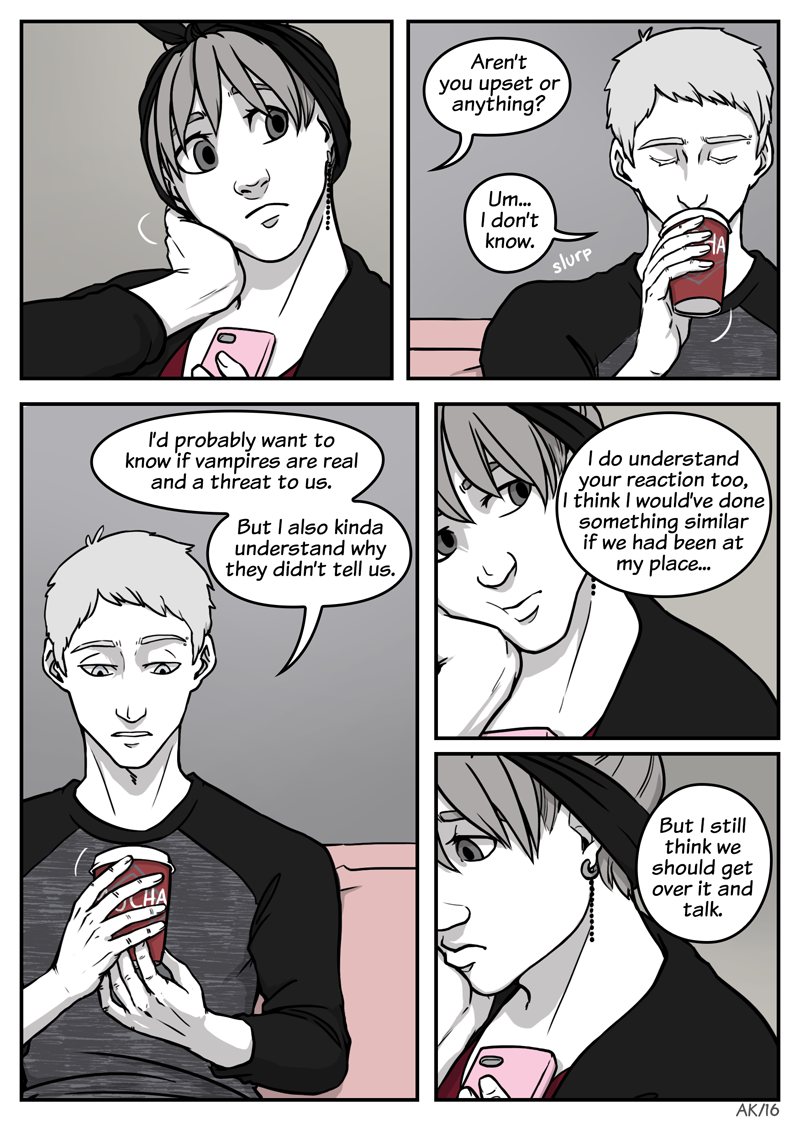 Aren't
you upset or
anything?
Um...
I don't
know.
slurp
HA
I'd probably want to
know if vampires are real
and a threat to us.
But I also kinda
understand why
they didn't tell us.
OCHA
I do understand
your reaction too,
I think I would've done
something similar
if we had been at
my place...
But I still
think we
should get
over it and
talk.
AK/16